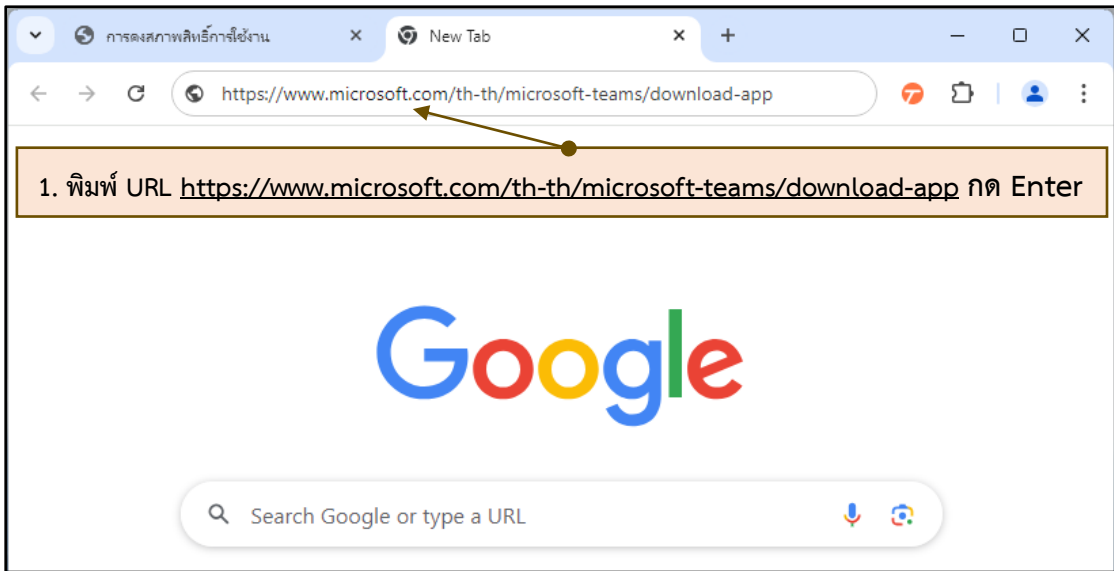 การคงสภาพสิทธิ์การใช้งาน
New Tab
https://www.microsoft.com/th-th/microsoft-teams/download-app
1. พิมพ์ URL https://www.microsoft.com/th-th/microsoft-teams/download-app กด Enter
Google
Search Google or type a URL